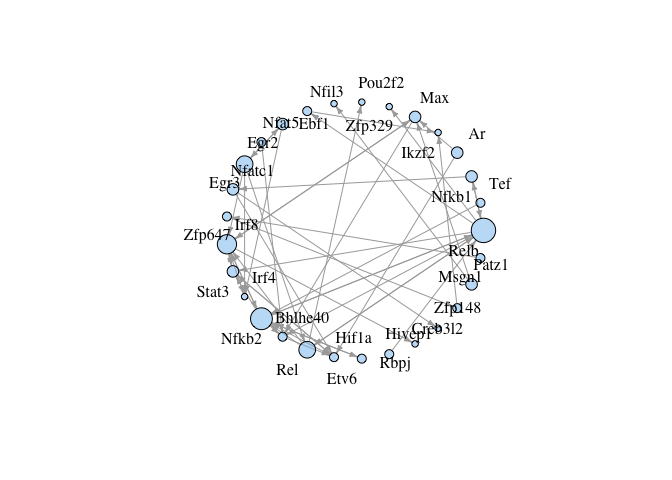 Pou2f2
Nfil3
Max
Nfat5
Ebf1
Zfp329
Ar
Egr2
Ikzf2
Nfatc1
Egr3
Tef
Nfkb1
Irf8
Zfp647
Relb
Patz1
Irf4
Msgn1
Stat3
Zfp148
Bhlhe40
Creb3l2
Nfkb2
Hif1a
Hivep1
Rel
Rbpj
Etv6